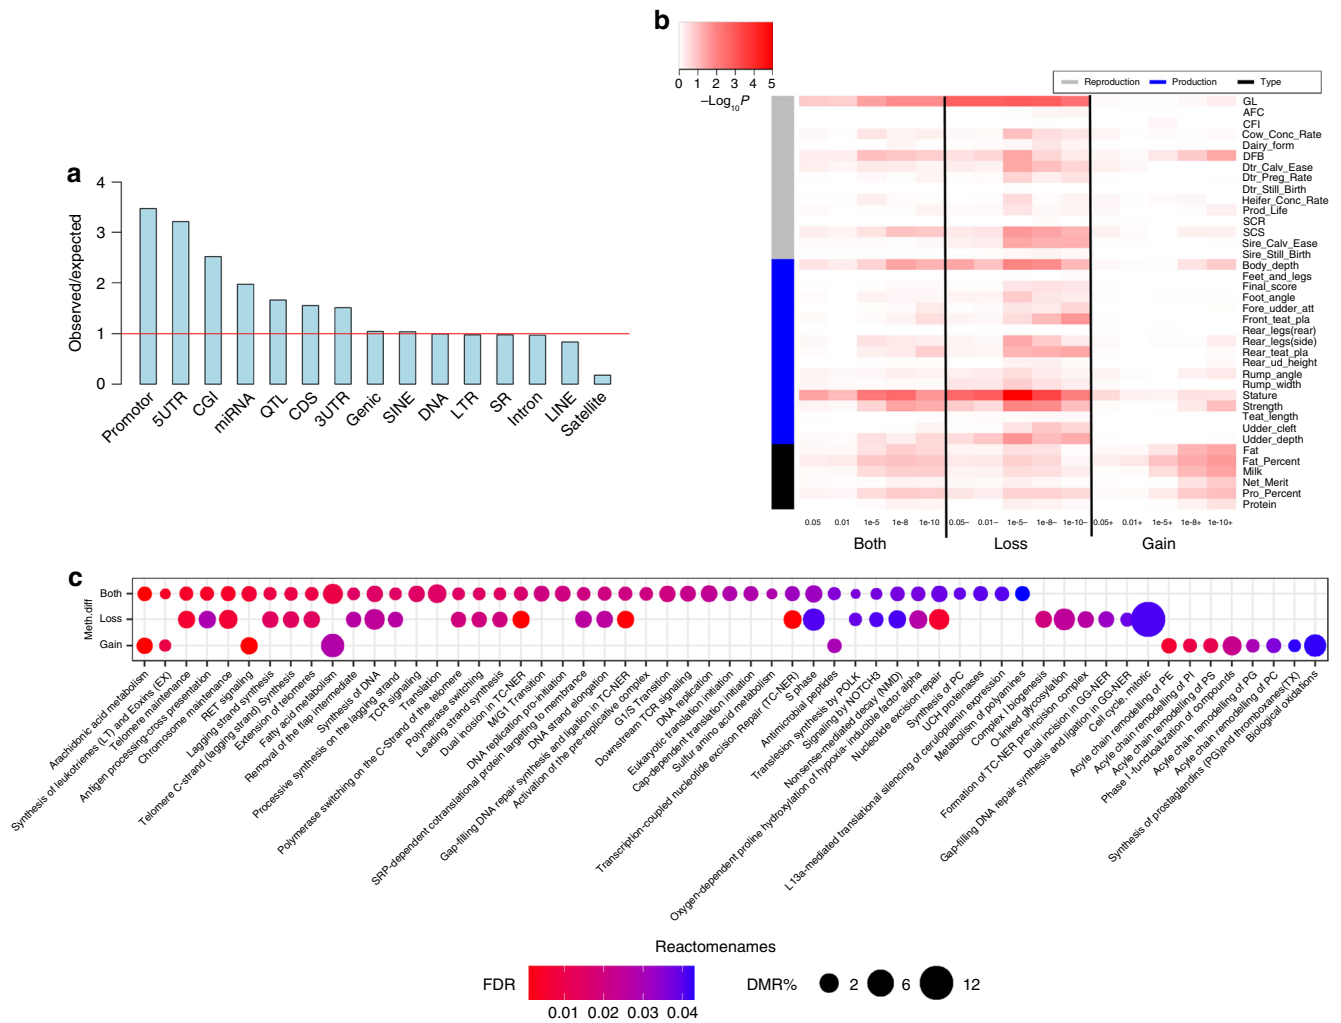 a
Observed/expected
4
3
2
1
0
Promotor
5UTR
CGI
miRNA
QTL
CDS
3UTR
Genic
SINE
DNA
LTR
SR
Intron
LINE
Satellite
b
0 1 2 3 4 5
–Log10P
Reproduction Production Type
GL
AFC
CFI
Cow_Conc_Rate
Dairy_form
DFB
Dtr_Calv_Ease
Dtr_Preg_Rate
Dtr_Still_Birth
Heifer_Conc_Rate
Prod_Life
SCR
SCS
Sire_Calv_Ease
Sire_Still_Birth
Body_depth
Feet_and_legs
Final_score
Foot_angle
Fore_udder_att
Front_teat_pla
Rear_legs(rear)
Rear_legs(side)
Rear_teat_pla
Rear_ud_height
Rump_angle
Rump_width
Stature
Strength
Teat_length
Udder_cleft
Udder_depth
Fat
Fat_Percent
Milk
Net_Merit
Pro_Percent
Protein
0.05 0.01 1e-5 1e-8 1e-10 0.05– 0.01– 1e-5– 1e-8– 1e-10– 0.05+ 0.01+ 1e-5+ 1e-8+ 1e-10+
Both Loss Gain
c
Meth.diff
Both
Loss
Gain
Arachidonic acid metabolism
Synthesis of leukotrienes (LT) and Eoxins (EX)
Telomere maintenance
Antigen processing-cross presentation
Chromosome maintenance
RET signaling
Lagging strand synthesis
Telomere C-strand (lagging strand) Synthesis
Extension of telomeres
Fatty acid metabolism
Removal of the flap intermediate
Synthesis of DNA
Processive synthesis on the lagging strand
TCR signaling
Translation
Polymerase switching on the C-Strand of the telomere
Polymerase switching
Leading strand synthesis
Dual incision in TC-NER
M/G1 Transition
DNA replication pre-initiation
SRP-dependent cotranslational protein targeting to membrane
DNA strand elongation
Gap-filling DNA repair synthesis and ligation in TC-NER
Activation of the pre-replicative complex
G1/S Transition
Downstream TCR signaling
DNA replication
Eukaryotic translation initiation
Cap-dependent translation initiation
Sulfur amino acid metabolism
Transcription-coupled nucleotide excision Repair (TC-NER)
S phase
Antimicrobial peptides
Translesion synthesis by POLK
Signaling by NOTCH3
Nonsense-mediated decay (NMD)
Oxygen-dependent proline hydroxylation of hypoxia-inducible factor alpha
Nucleotide excision repair
Synthesis of PC
UCH proteinases
L13a-mediated translational silencing of ceruloplasmin expression
Metabolism of polyamines
Complex I biogenesis
O-linked glycosylation
Formation of TC-NER pre-incision complex
Dual incision in GG-NER
Gap-filling DNA repair synthesis and ligation in GG-NER
Cell cycle, mitotic
Acyle chain remodelling of PE
Acyle chain remodelling of PI
Acyle chain remodelling of PS
Phase I -functionalization of compounds
Acyle chain remodelling of PG
Acyle chain remodelling of PC
Synthesis of prostaglandins (PG)and thromboxanes(TX)
Biological oxidations
Reactomenames
FDR
0.01 0.02 0.03 0.04
DMR% 2 6 12